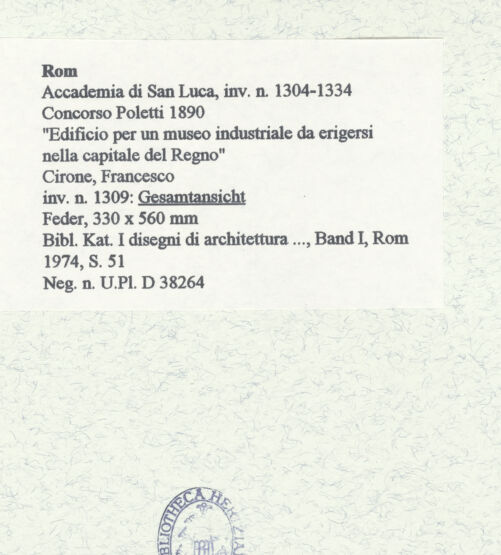 Rom
Accademia di San Luca, inv. n. 1304-1334
Concorso Poletti 1890
"Edificio per un museo industriale da erigersi
nella capitale del Regno"
Cirone, Francesco
inv. n. 1309: Gesamtansicht
Feder, 330 x 560 mm
Bibl. Kat. I disegni di architettura ..., Band I, Rom
1974, S. 51
Neg. n. U.Pl. D 38264